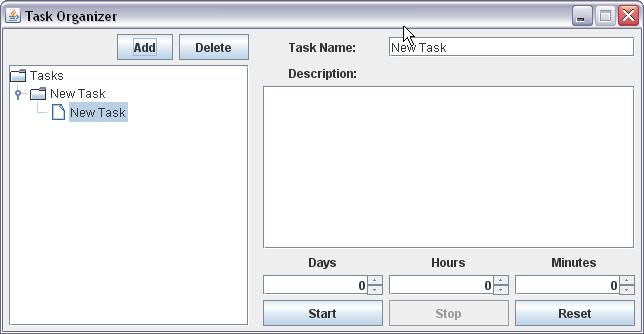 Task Organizer
Add Delete
Tasks
New Task
New Task
Task Name: New Task
Description:
Days Hours Minutes
0 0 0
Start Stop Reset